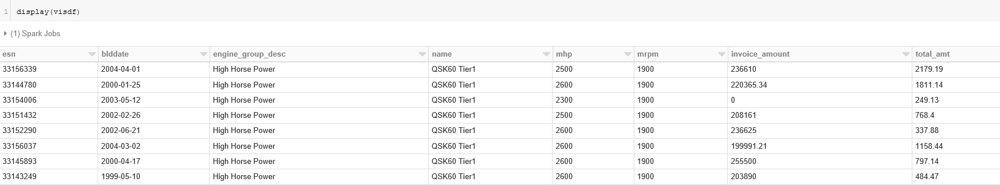 1 display(visdf)
(1) Spark Jobs
esn blddate engine_group_desc name mhp mrpm invoice_amount total_amt
33156339 2004-04-01 High Horse Power QSK60 Tier1 2500 1900 236610 2179.19
33144780 2000-01-25 High Horse Power QSK60 Tier1 2600 1900 220365.34 1811.14
33154006 2003-05-12 High Horse Power QSK60 Tier1 2300 1900 0 249.13
33151432 2002-02-26 High Horse Power QSK60 Tier1 2500 1900 208161 768.4
33152290 2002-06-21 High Horse Power QSK60 Tier1 2600 1900 236625 337.88
33156037 2004-03-02 High Horse Power QSK60 Tier1 2600 1900 199991.21 1158.44
33145893 2000-04-17 High Horse Power QSK60 Tier1 2600 1900 255500 797.14
33143249 1999-05-10 High Horse Power QSK60 Tier1 2600 1900 203890 484.47